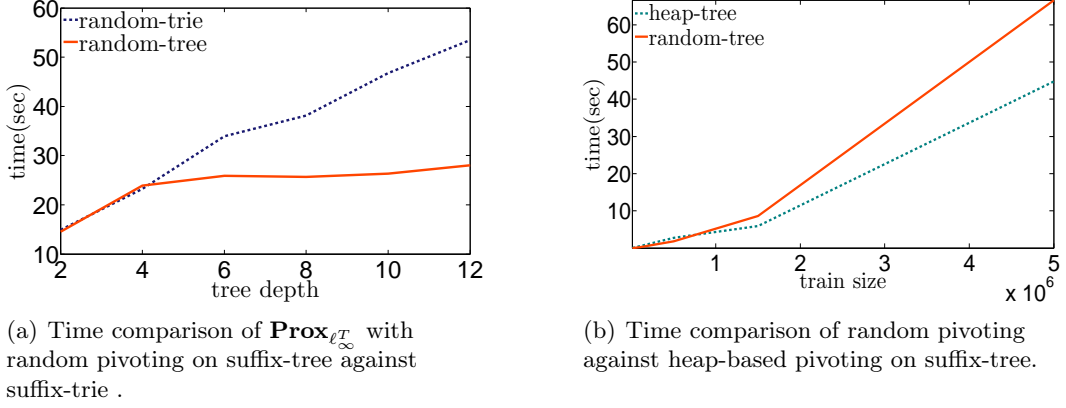 60
50
40
30
20
10
time(sec)
random-trie
random-tree
2 4 6 8 10 12
tree depth
60
50
40
30
20
10
time(sec)
heap-tree
random-tree
1 2 3 4 5
train size
x 10^6
(a) Time comparison of Prox_{ℓ_∞^T} with
random pivoting on suffix-tree against
suffix-trie .
(b) Time comparison of random pivoting
against heap-based pivoting on suffix-tree.